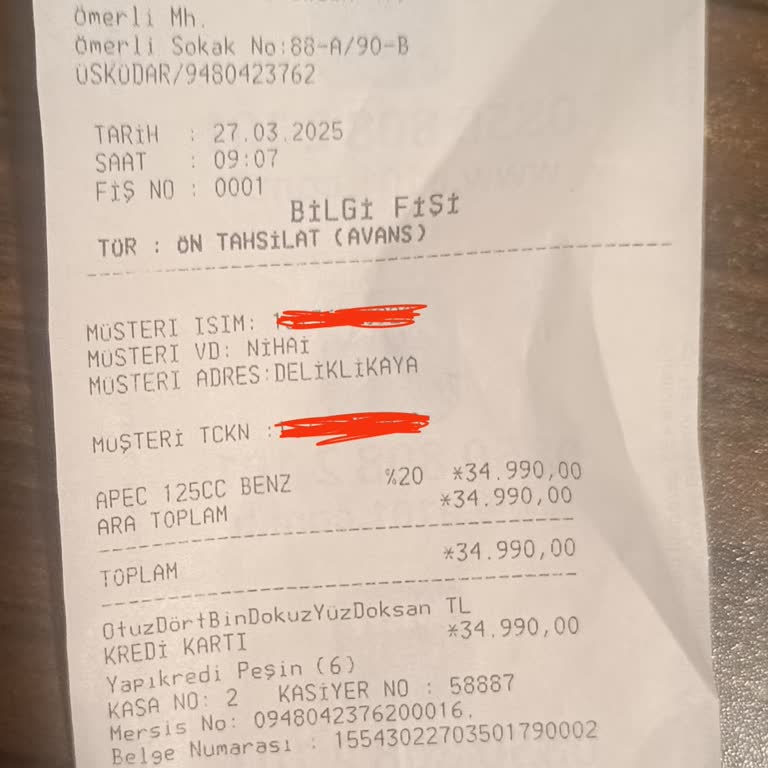 Ömerli Mh.
Ömerli Sokak No:88-A/90-B
ÜSKÜDAR/9480423762
TARİH : 27.03.2025
SAAT : 09:07
FİŞ NO : 0001
BİLGİ FİŞİ
TÜR : ÖN TAHSİLAT (AVANS)
MÜSTERI ISIM:
MÜSTERI VD: NİHAİ
MÜSTERI ADRES:DELİKLİKAYA
MÜŞTERİ TCKN :
APEC 125CC BENZ %20 *34.990,00
ARA TOPLAM *34.990,00
TOPLAM *34.990,00
OtuzDörtBinDokuzYüzDoksan TL
KREDİ KARTI *34.990,00
Yapıkredi Peşin (6)
KASA NO: 2 KASİYER NO : 58887
Mersis No: 0948042376200016.
Belge Numarası : 15543022703501790002